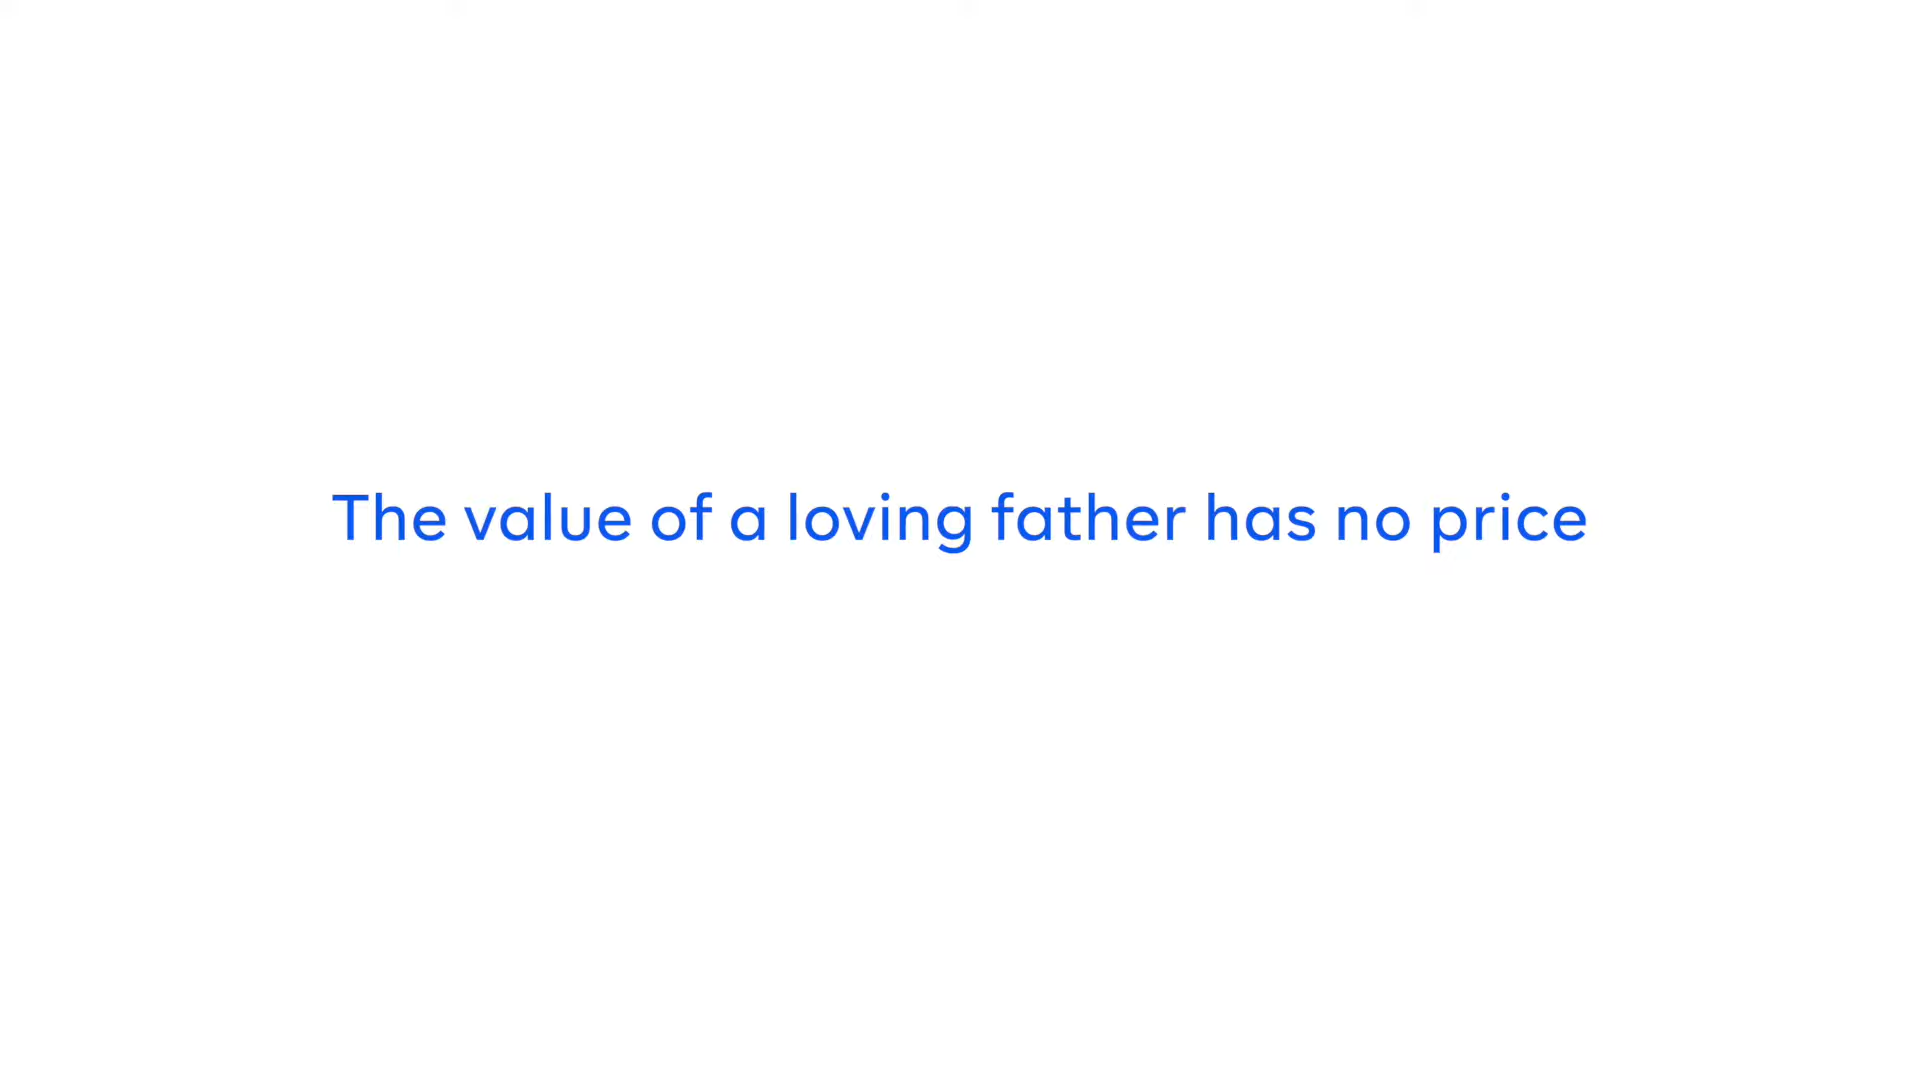 The value of a loving father has no price